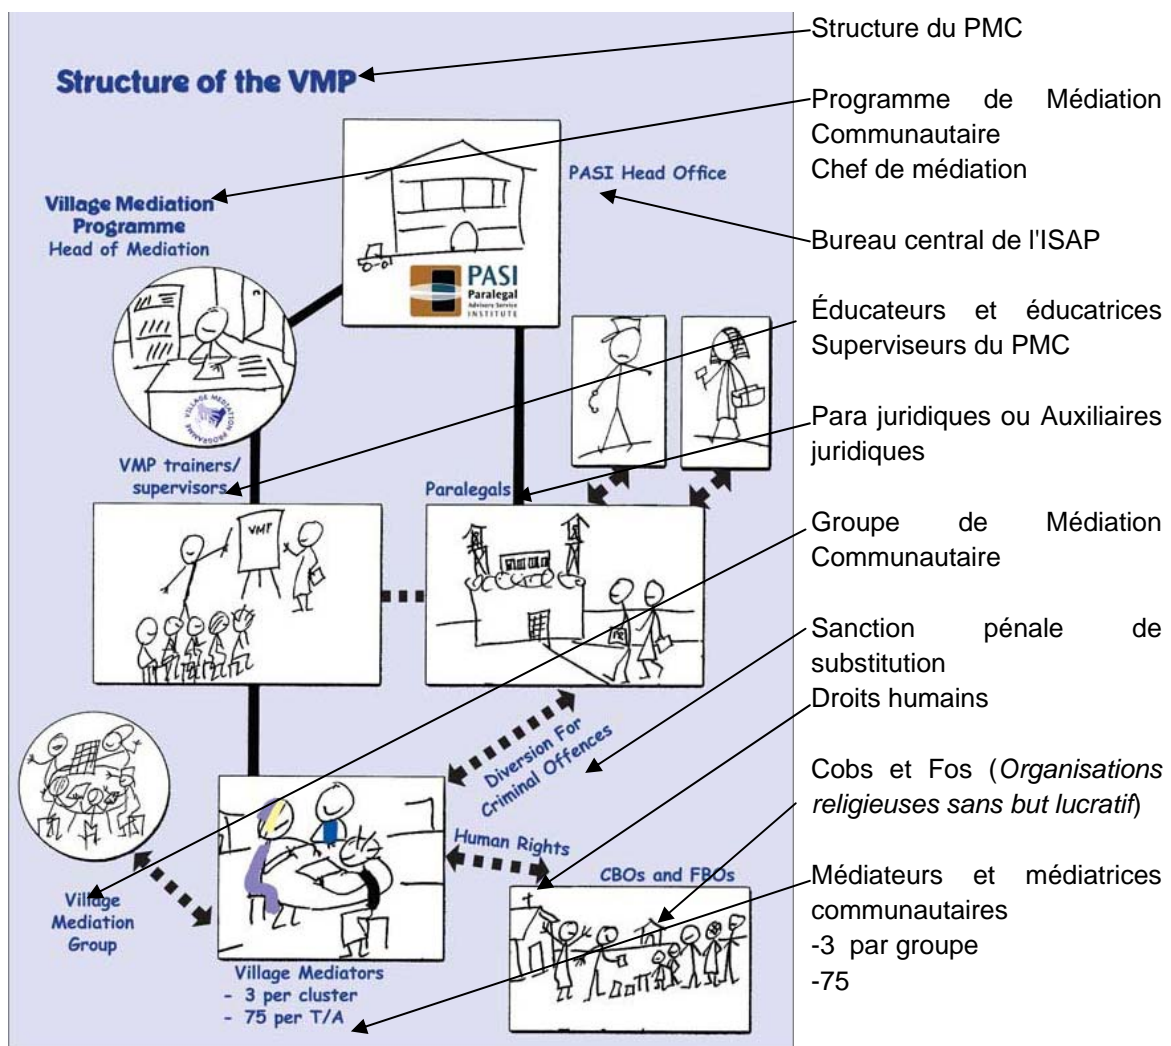 Structure of the VMP
PASI Head Office
Village Mediation
Programme
Head of Mediation
PASI
Paralegal
Advisory Service
INSTITUTE
VILLAGE MEDIATION PROGRAMME
VMP trainers/
supervisors
Paralegals
VMP
Diversion For
Criminal Offences
Human Rights
CBOs and FBOs
Village
Mediation
Group
Village Mediators
- 3 per cluster
- 75 per T/A
Structure du PMC
Programme de Médiation
Communautaire
Chef de médiation
Bureau central de l'ISAP
Éducateurs et éducatrices
Superviseurs du PMC
Para juridiques ou Auxiliaires
juridiques
Groupe de Médiation
Communautaire
Sanction pénale de
substitution
Droits humains
Cobs et Fos (Organisations
religieuses sans but lucratif)
Médiateurs et médiatrices
communautaires
-3 par groupe
-75